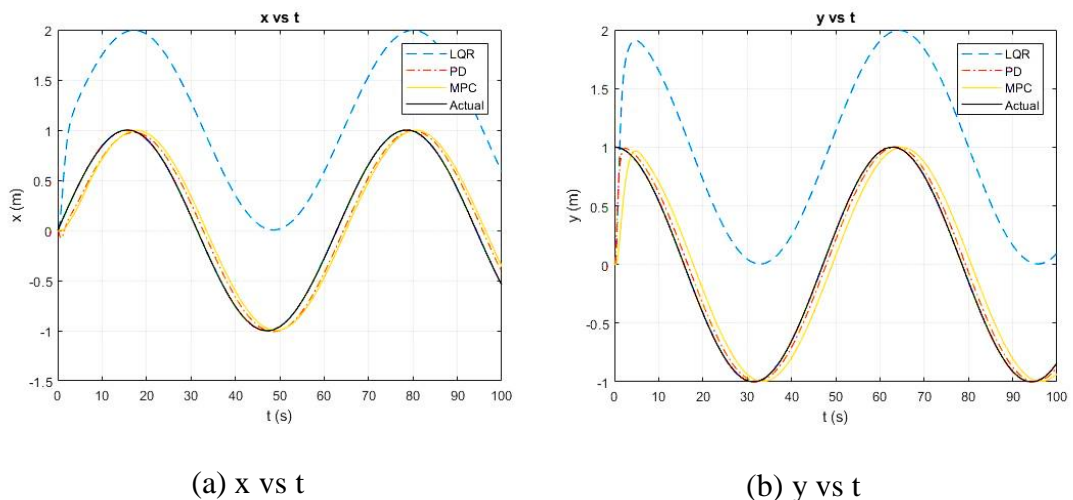 x vs t
2
1.5
1
0.5
0
-0.5
-1
-1.5
x (m)
0 10 20 30 40 50 60 70 80 90 100
t (s)
LQR
PD
MPC
Actual
(a) x vs t
y vs t
2
1.5
1
0.5
0
-0.5
-1
y (m)
0 10 20 30 40 50 60 70 80 90 100
t (s)
LQR
PD
MPC
Actual
(b) y vs t